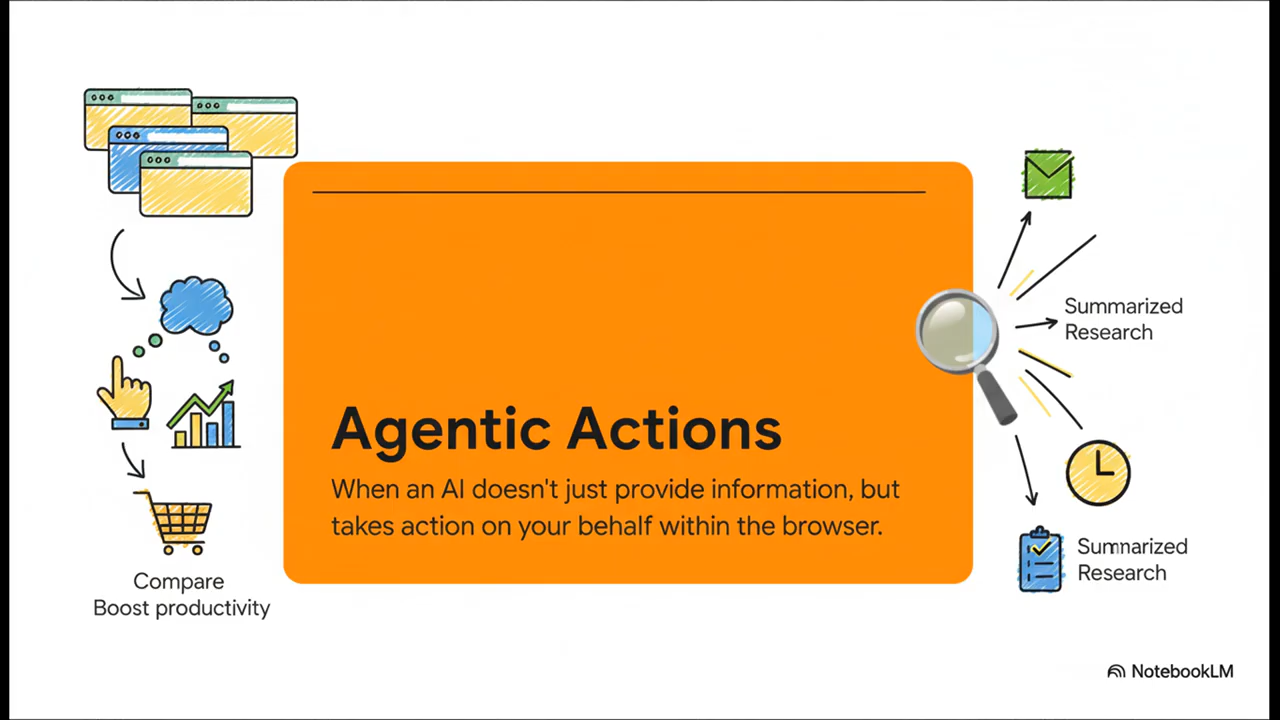 Agentic Actions
When an AI doesn't just provide information, but
takes action on your behalf within the browser.
Compare
Boost productivity
Summarized
Research
Summarized
Research
NotebookLM